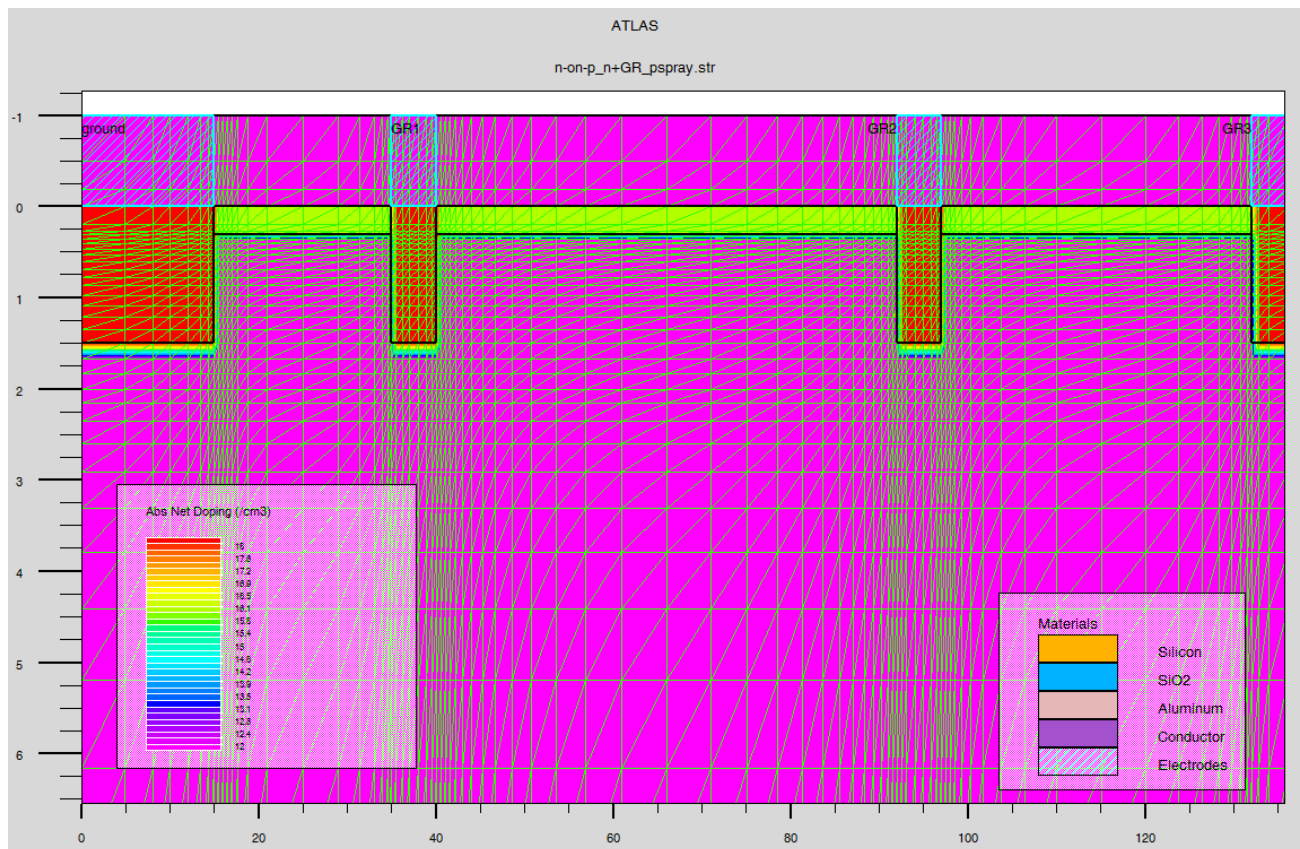 ATLAS
n-on-p_n+GR_pspray.str
-1
ground
GR1
GR2
GR3
0
1
2
3
4
5
6
Abs Net Doping (/cm3)
18
17.6
17.2
16.9
16.5
16.1
15.8
15.4
15
14.6
14.2
13.9
13.5
13.1
12.8
12.4
12
Materials
Silicon
SiO2
Aluminum
Conductor
Electrodes
0 20 40 60 80 100 120